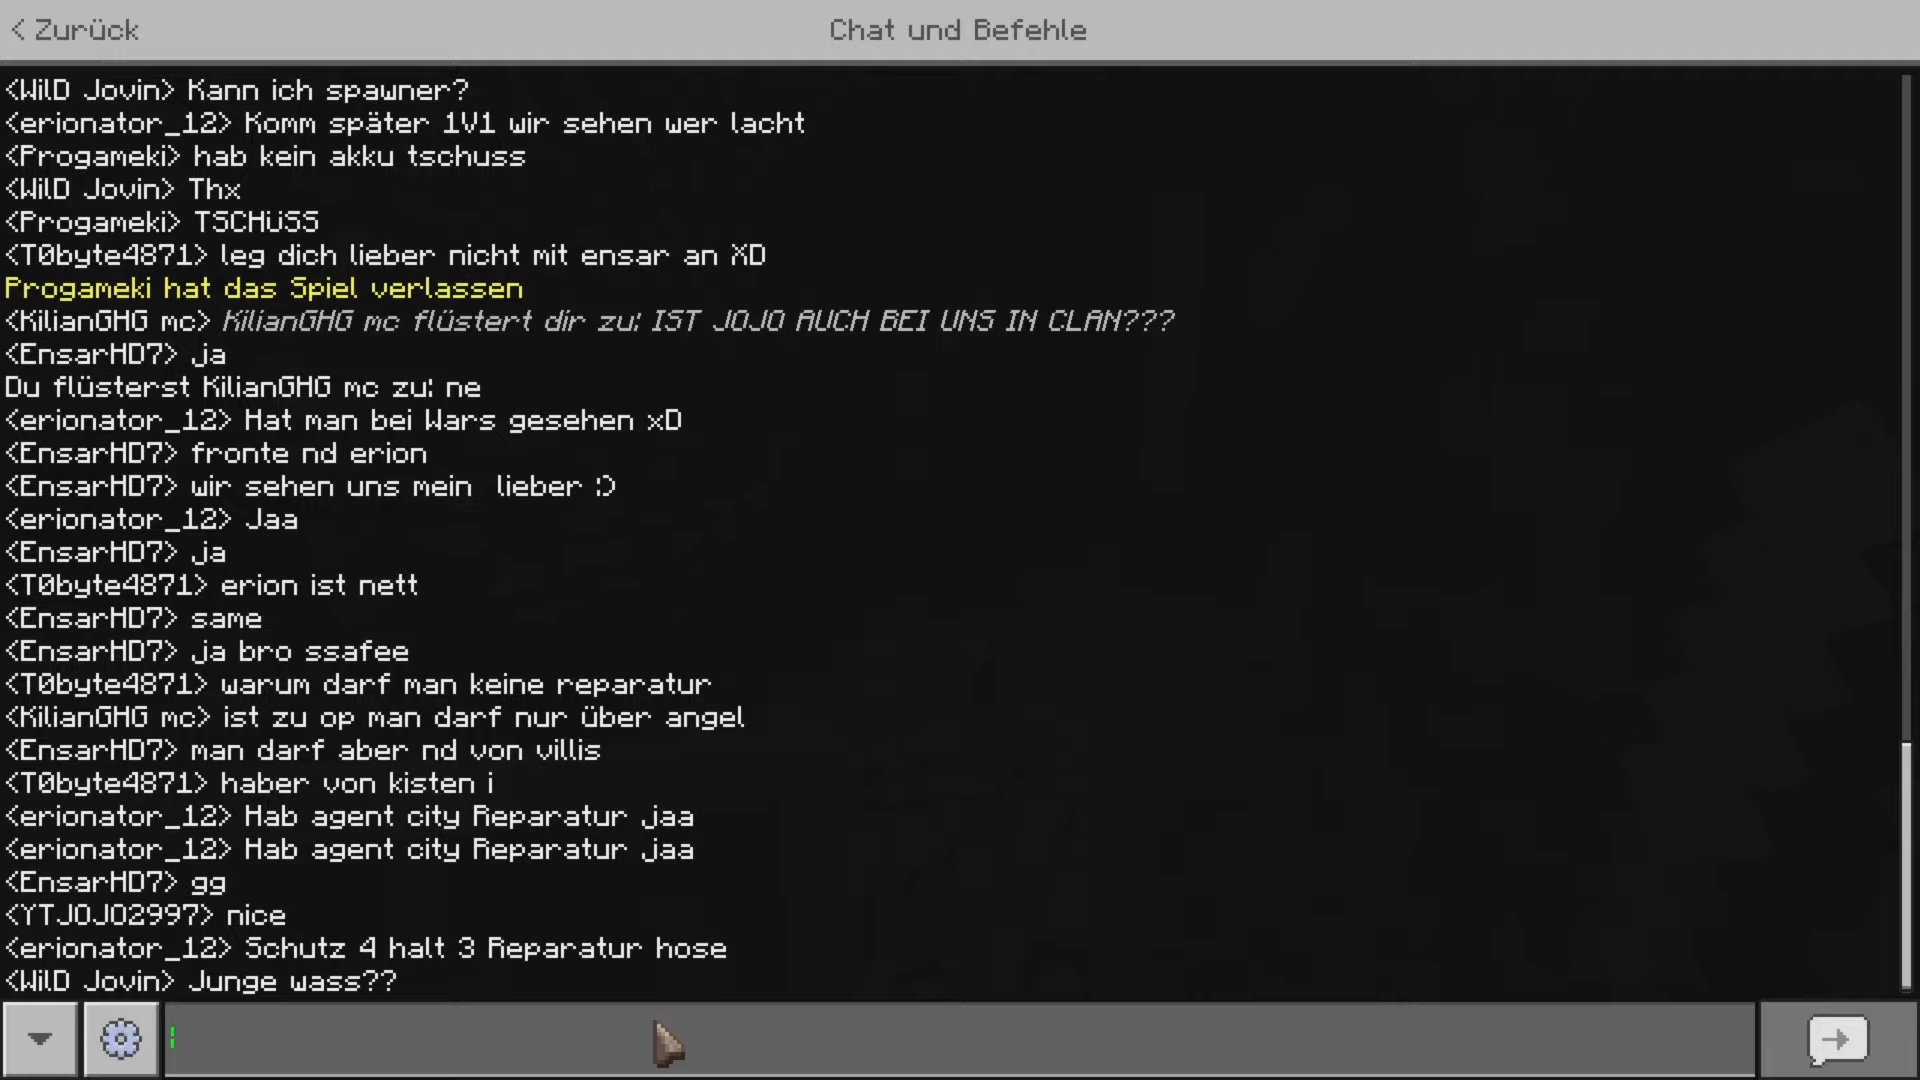 < Zurück
Chat und Befehle
<WilD Jovin> Kann ich spawner?
<erionator_12> Komm später 1V1 wir sehen wer lacht
<Progameki> hab kein akku tschuss
<WilD Jovin> Thx
<Progameki> TSCHÜSS
<T0byte4871> leg dich lieber nicht mit ensar an XD
Progameki hat das Spiel verlassen
<KilianGHG mc> KilianGHG mc flüstert dir zu: IST JOJO AUCH BEI UNS IN CLAN???
<EnsarHD7> ja
Du flüsterst KilianGHG mc zu: ne
<erionator_12> Hat man bei Wars gesehen xD
<EnsarHD7> fronte nd erion
<EnsarHD7> wir sehen uns mein  lieber :)
<erionator_12> Jaa
<EnsarHD7> ja
<T0byte4871> erion ist nett
<EnsarHD7> same
<EnsarHD7> ja bro ssafee
<T0byte4871> warum darf man keine reparatur
<KilianGHG mc> ist zu op man darf nur über angel
<EnsarHD7> man darf aber nd von villis
<T0byte4871> haber von kisten i
<erionator_12> Hab agent city Reparatur jaa
<erionator_12> Hab agent city Reparatur jaa
<EnsarHD7> gg
<YTJOJO2997> nice
<erionator_12> Schutz 4 halt 3 Reparatur hose
<WilD Jovin> Junge wass??